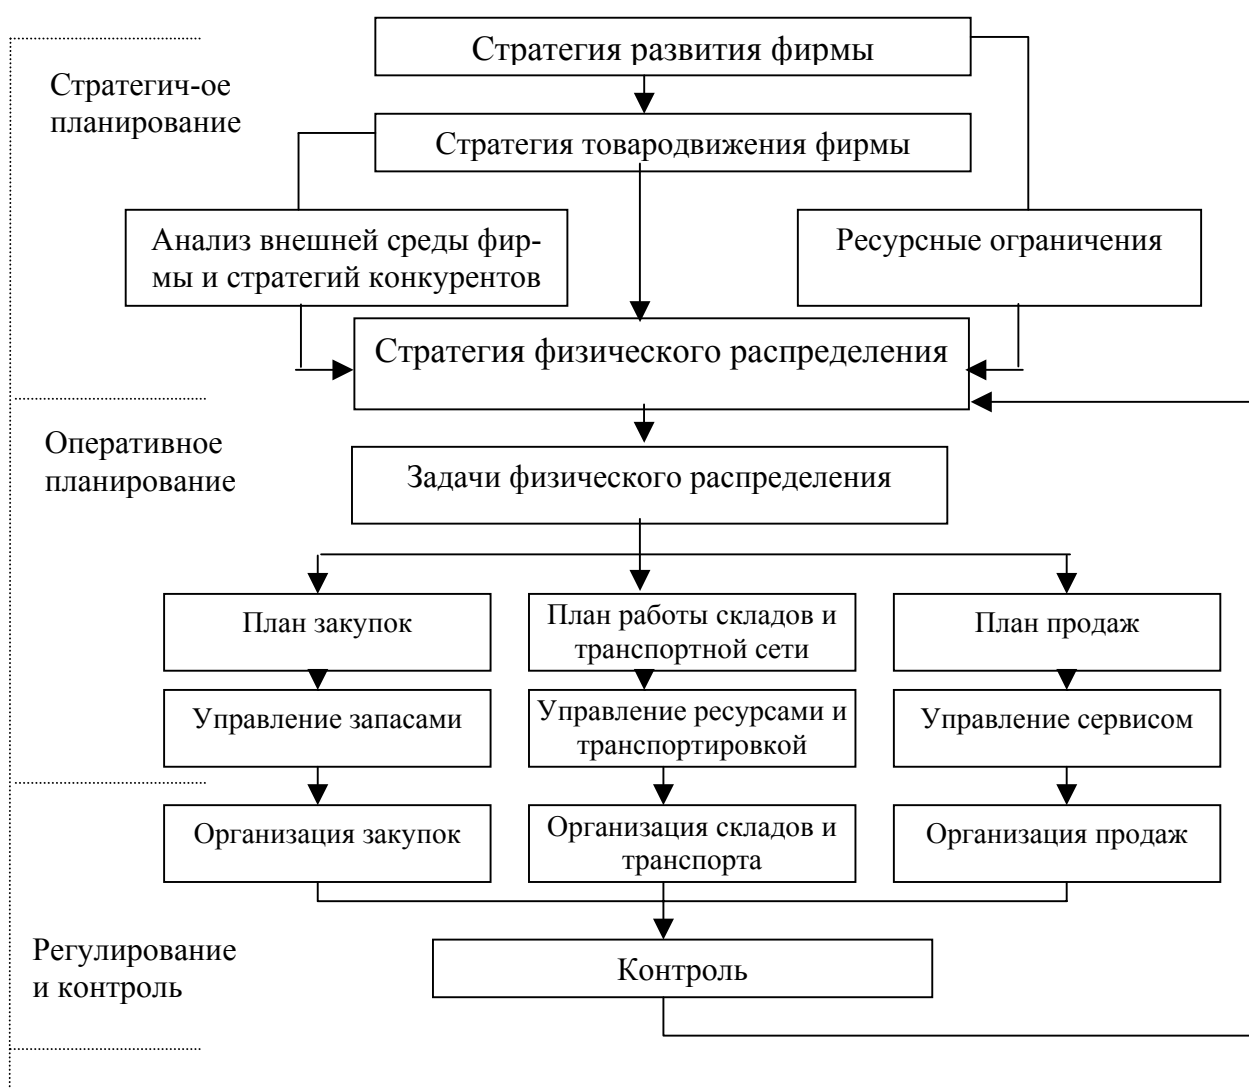 Стратегия развития фирмы
Стратегич-ое
планирование
Стратегия товародвижения фирмы
Анализ внешней среды фир-
мы и стратегий конкурентов
Ресурсные ограничения
Стратегия физического распределения
Оперативное
планирование
Задачи физического распределения
План закупок
План работы складов и
транспортной сети
План продаж
Управление запасами
Управление ресурсами и
транспортировкой
Управление сервисом
Организация закупок
Организация складов и
транспорта
Организация продаж
Регулирование
и контроль
Контроль